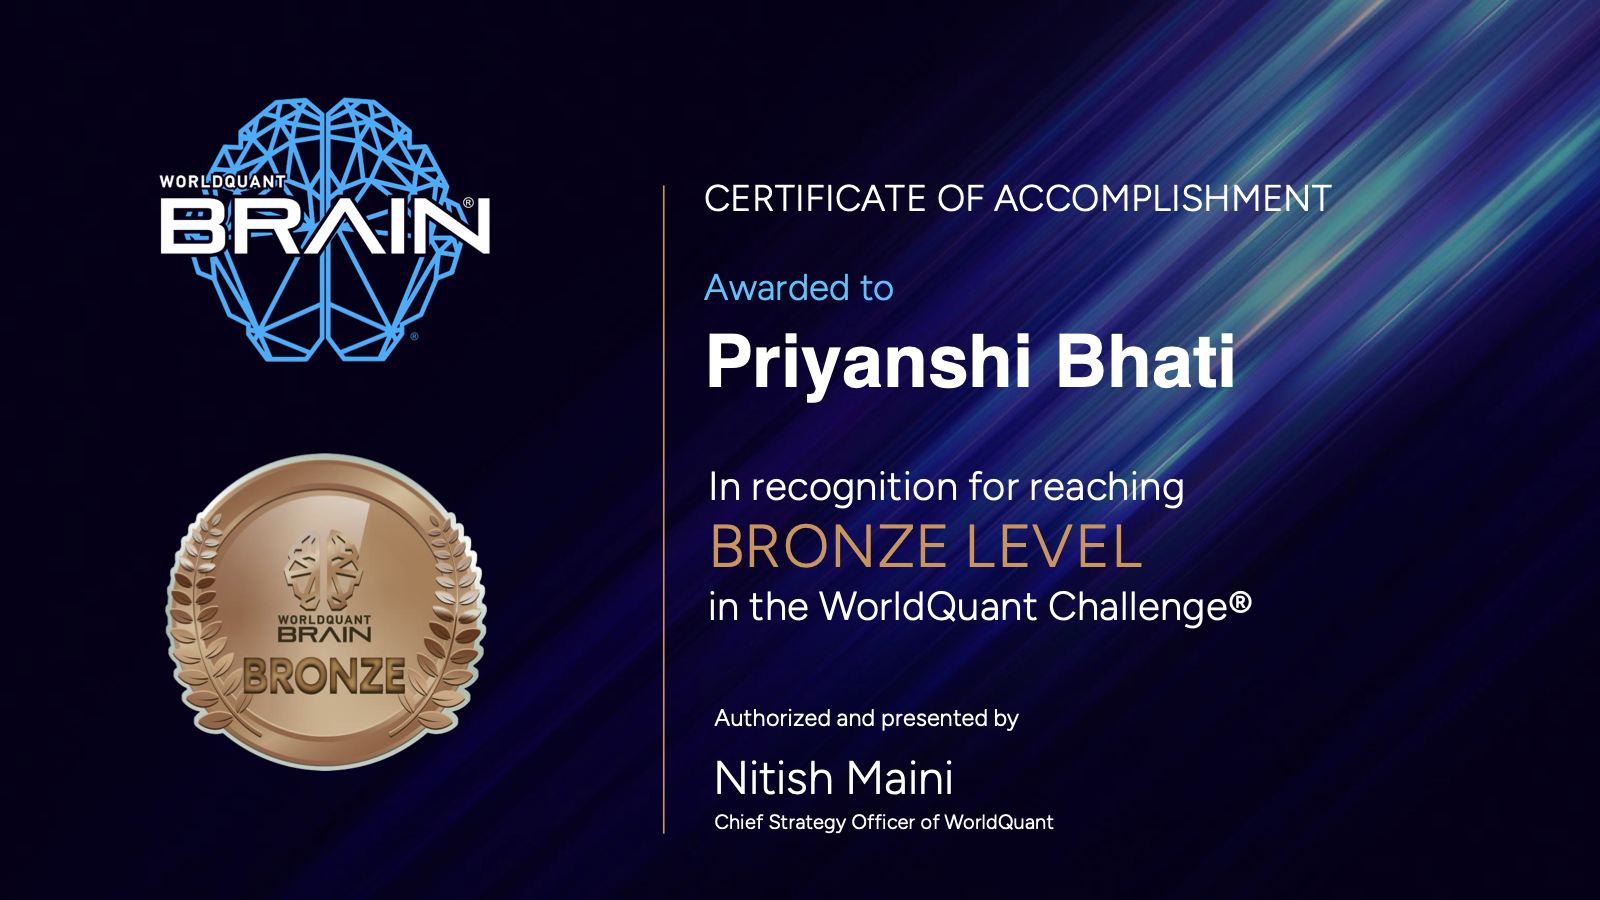 WORLDQUANT
BRAIN®
®
WORLDQUANT
BRAIN
BRONZE
CERTIFICATE OF ACCOMPLISHMENT
Awarded to
Priyanshi Bhati
In recognition for reaching
BRONZE LEVEL
in the WorldQuant Challenge®
Authorized and presented by
Nitish Maini
Chief Strategy Officer of WorldQuant